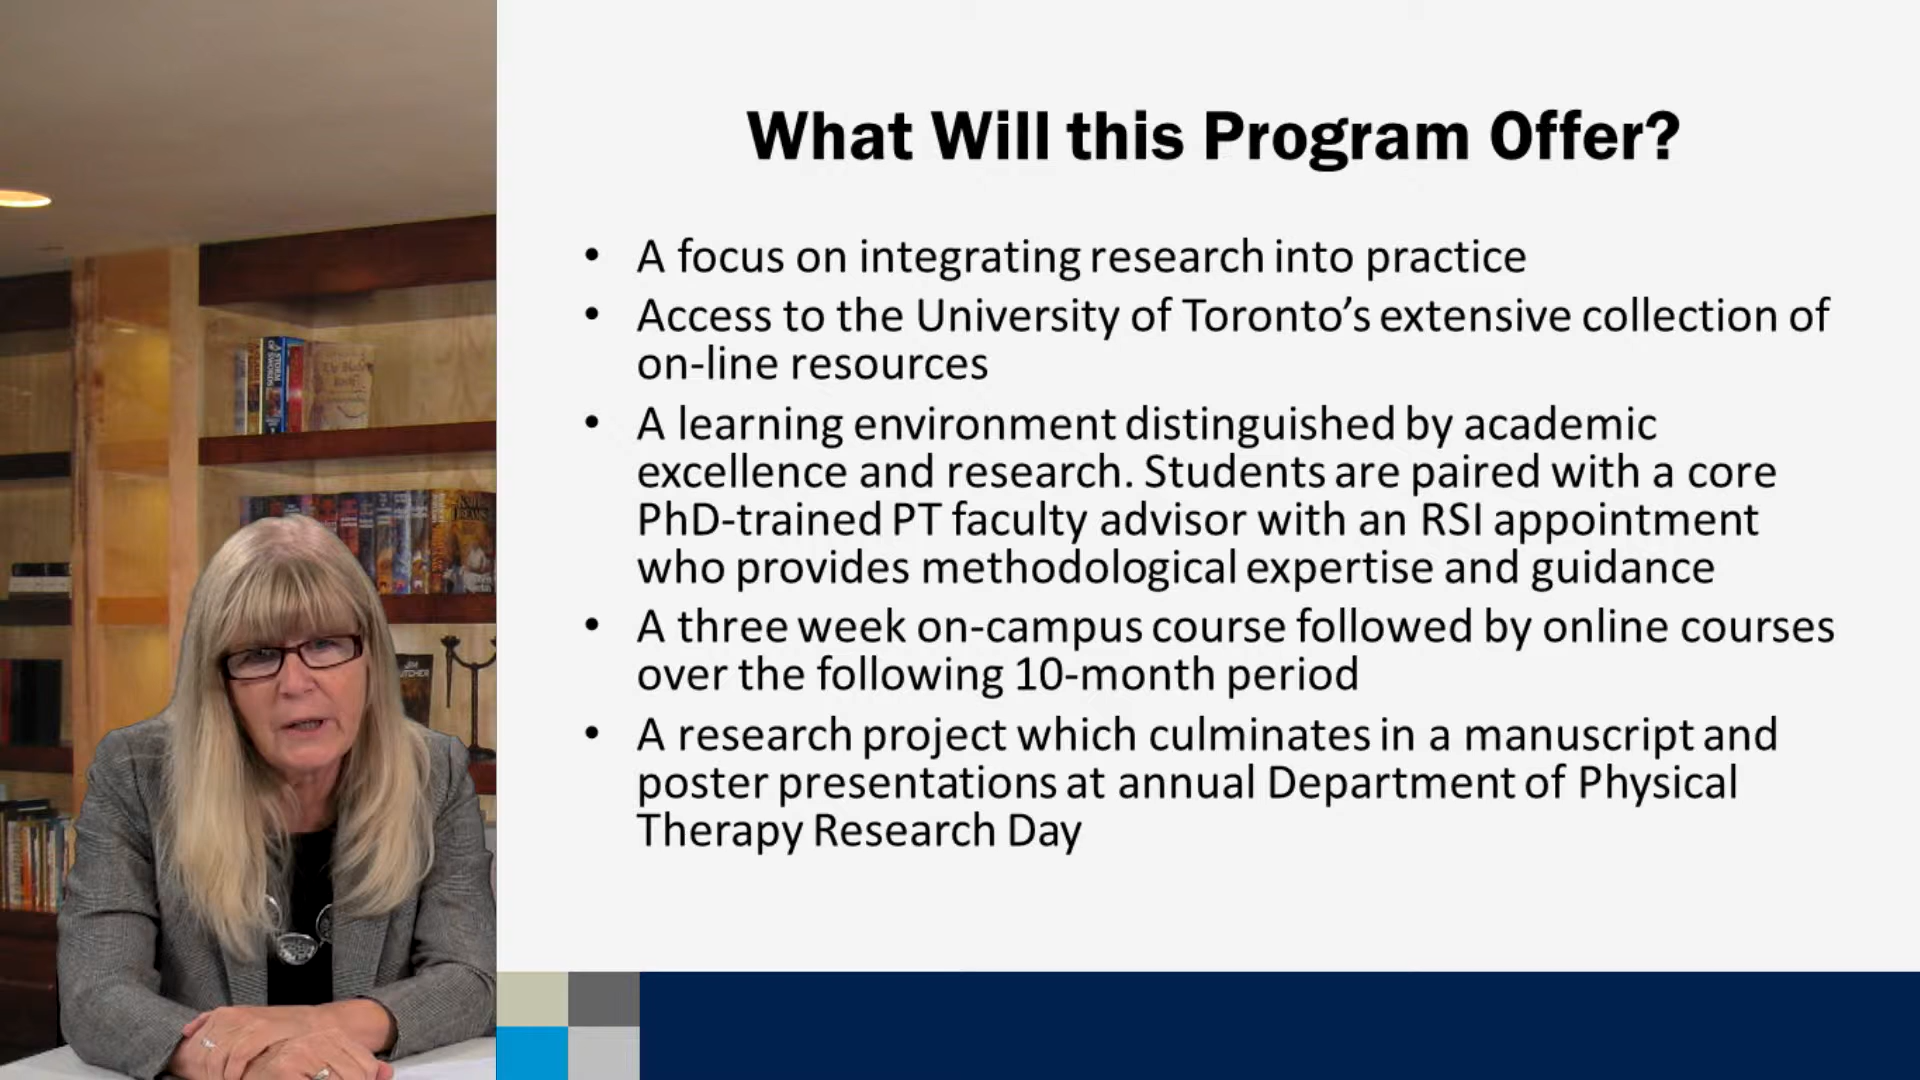 What Will this Program Offer?
• A focus on integrating research into practice
• Access to the University of Toronto’s extensive collection of
on-line resources
• A learning environment distinguished by academic
excellence and research. Students are paired with a core
PhD-trained PT faculty advisor with an RSI appointment
who provides methodological expertise and guidance
• A three week on-campus course followed by online courses
over the following 10-month period
• A research project which culminates in a manuscript and
poster presentations at annual Department of Physical
Therapy Research Day
A STORM
OF SWORDS
JIM